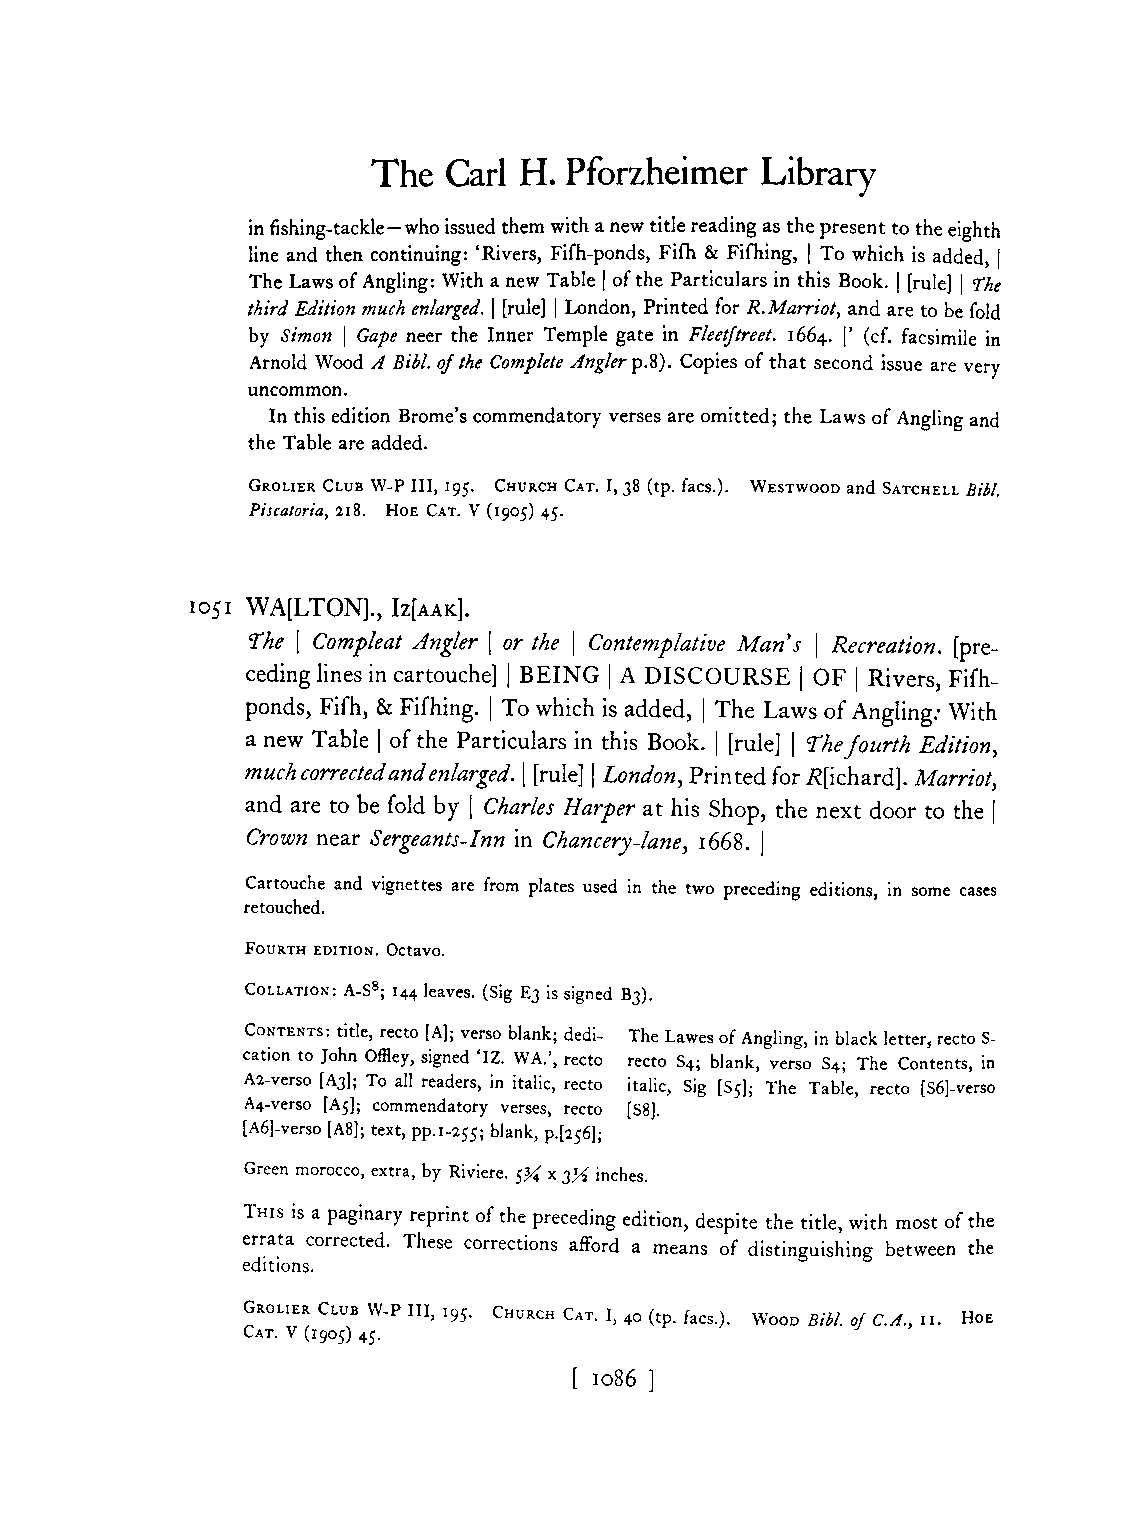 The Carl H. Pforzheimer Library
in fishing-tackle—who issued them with a new title reading as the present to the eighth
line and then continuing: ‘Rivers, Fiſh-ponds, Fiſh & Fiſhing, | To which is added, |
The Laws of Angling: With a new Table | of the Particulars in this Book. | [rule] | The
third Edition much enlarged. | [rule] | London, Printed for R.Marriot, and are to be ſold
by Simon | Gape neer the Inner Temple gate in Fleetſtreet. 1664. |’ (cf. facsimile in
Arnold Wood A Bibl. of the Complete Angler p.8). Copies of that second issue are very
uncommon.
In this edition Brome’s commendatory verses are omitted; the Laws of Angling and
the Table are added.
GROLIER CLUB W-P III, 195. CHURCH CAT. I, 38 (tp. facs.). WESTWOOD and SATCHELL Bibl.
Piscatoria, 218. HOE CAT. V (1905) 45.
1051 WA[LTON]., IZ[AAK].
The | Compleat Angler | or the | Contemplative Man’s | Recreation. [pre-
ceding lines in cartouche] | BEING | A DISCOURSE | OF | Rivers, Fiſh-
ponds, Fiſh, & Fiſhing. | To which is added, | The Laws of Angling: With
a new Table | of the Particulars in this Book. | [rule] | The fourth Edition,
much corrected and enlarged. | [rule] | London, Printed for R[ichard]. Marriot,
and are to be ſold by | Charles Harper at his Shop, the next door to the |
Crown near Sergeants-Inn in Chancery-lane, 1668. |
Cartouche and vignettes are from plates used in the two preceding editions, in some cases
retouched.
FOURTH EDITION. Octavo.
COLLATION: A-S⁸; 144 leaves. (Sig E3 is signed B3).
CONTENTS: title, recto [A]; verso blank; dedi-
cation to John Offley, signed ‘IZ. WA.’, recto
A2-verso [A3]; To all readers, in italic, recto
A4-verso [A5]; commendatory verses, recto
[A6]-verso [A8]; text, pp.1-255; blank, p.[256];
The Lawes of Angling, in black letter, recto S-
recto S4; blank, verso S4; The Contents, in
italic, Sig [S5]; The Table, recto [S6]-verso
[S8].
Green morocco, extra, by Riviere. 5¾ x 3½ inches.
THIS is a paginary reprint of the preceding edition, despite the title, with most of the
errata corrected. These corrections afford a means of distinguishing between the
editions.
GROLIER CLUB W-P III, 195. CHURCH CAT. I, 40 (tp. facs.). WOOD Bibl. of C.A., 11. HOE
CAT. V (1905) 45.
[ 1086 ]